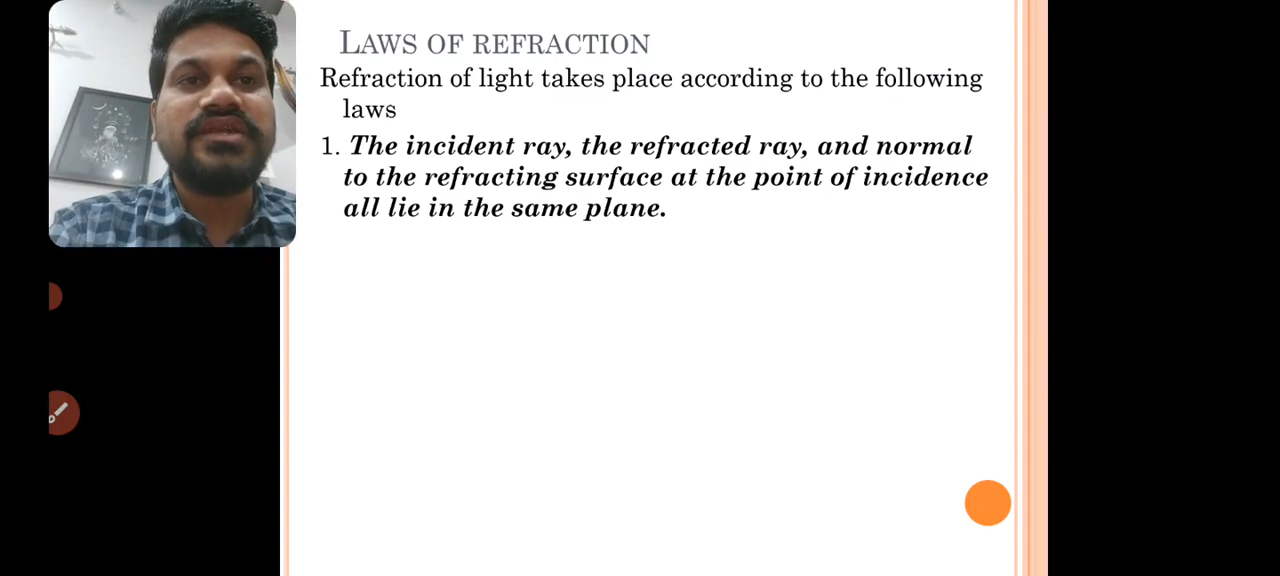 LAWS OF REFRACTION
Refraction of light takes place according to the following
laws
1. The incident ray, the refracted ray, and normal
to the refracting surface at the point of incidence
all lie in the same plane.